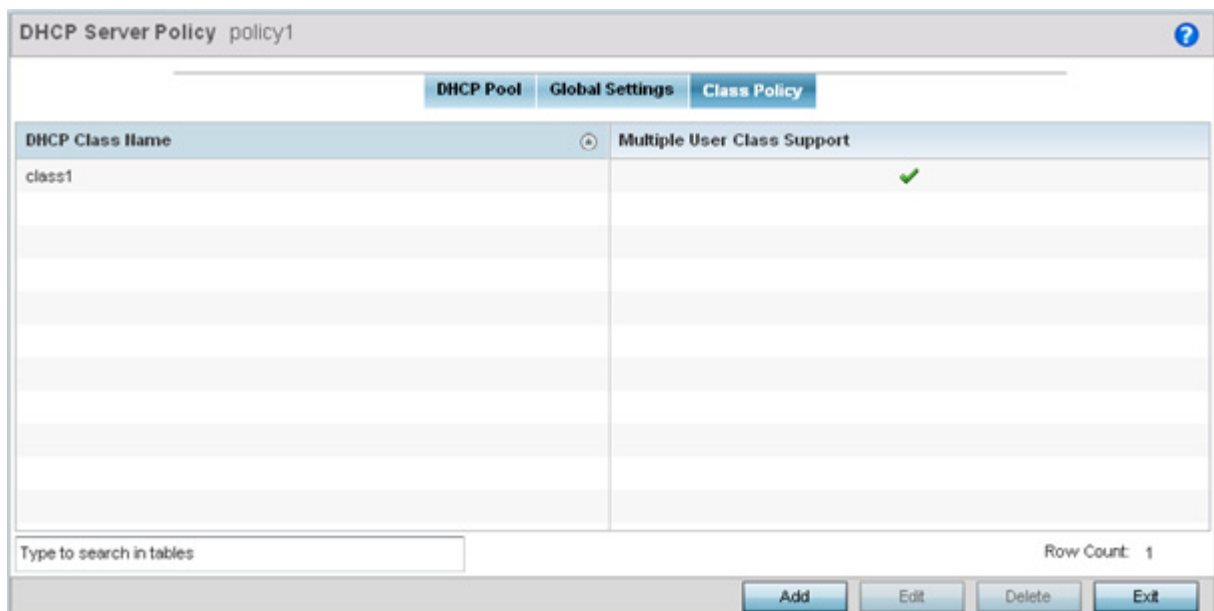 DHCP Server Policy policy1
DHCP Pool Global Settings Class Policy
DHCP Class Name Multiple User Class Support
class1
Type to search in tables Row Count: 1
Add Edit Delete Exit